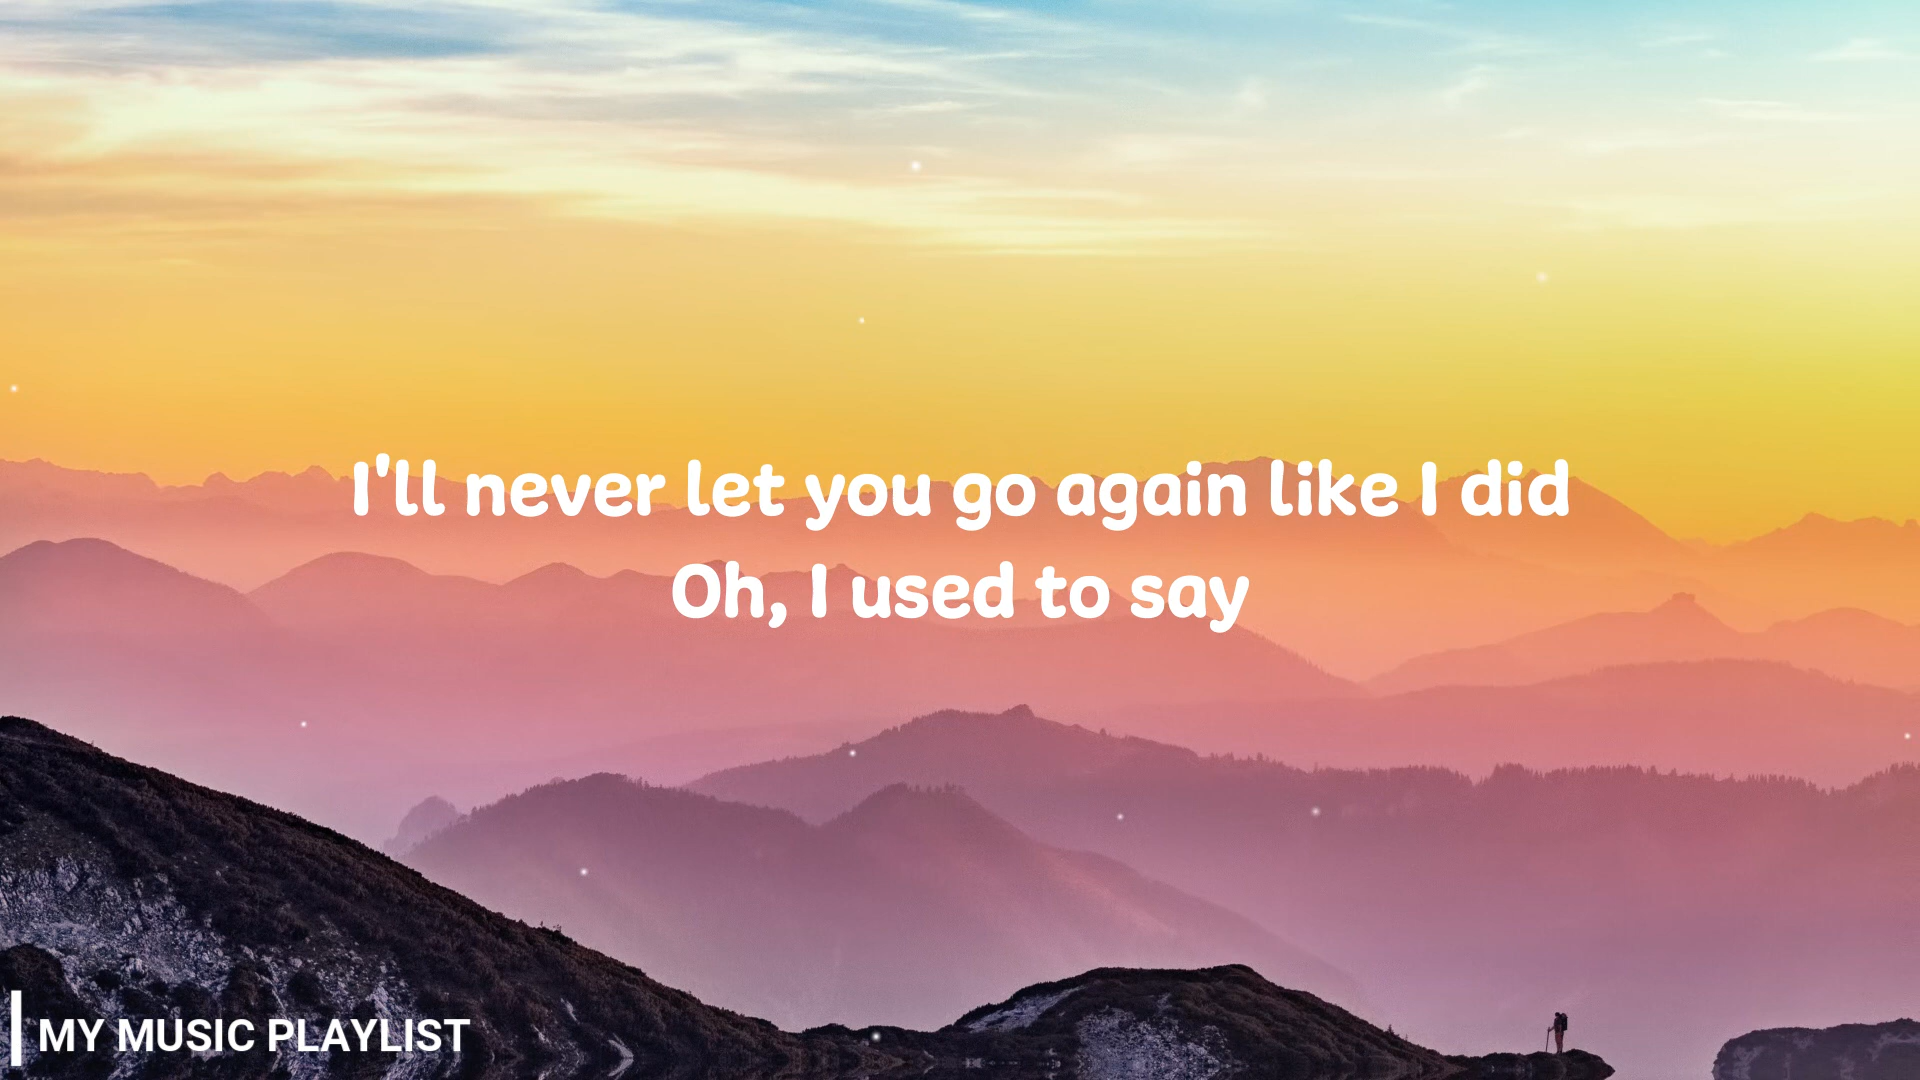 I'll never let you go again like I did
Oh, I used to say
MY MUSIC PLAYLIST